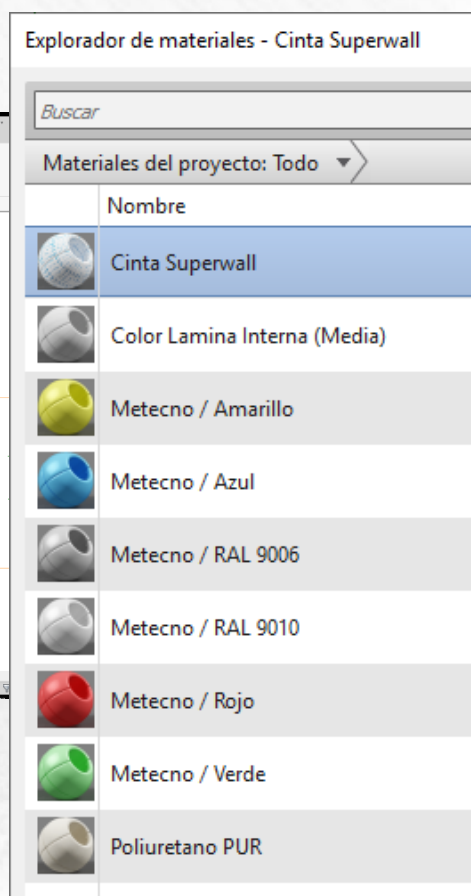 Explorador de materiales - Cinta Superwall
Buscar
Materiales del proyecto: Todo
Nombre
Cinta Superwall
Color Lamina Interna (Media)
Metecno / Amarillo
Metecno / Azul
Metecno / RAL 9006
Metecno / RAL 9010
Metecno / Rojo
Metecno / Verde
Poliuretano PUR